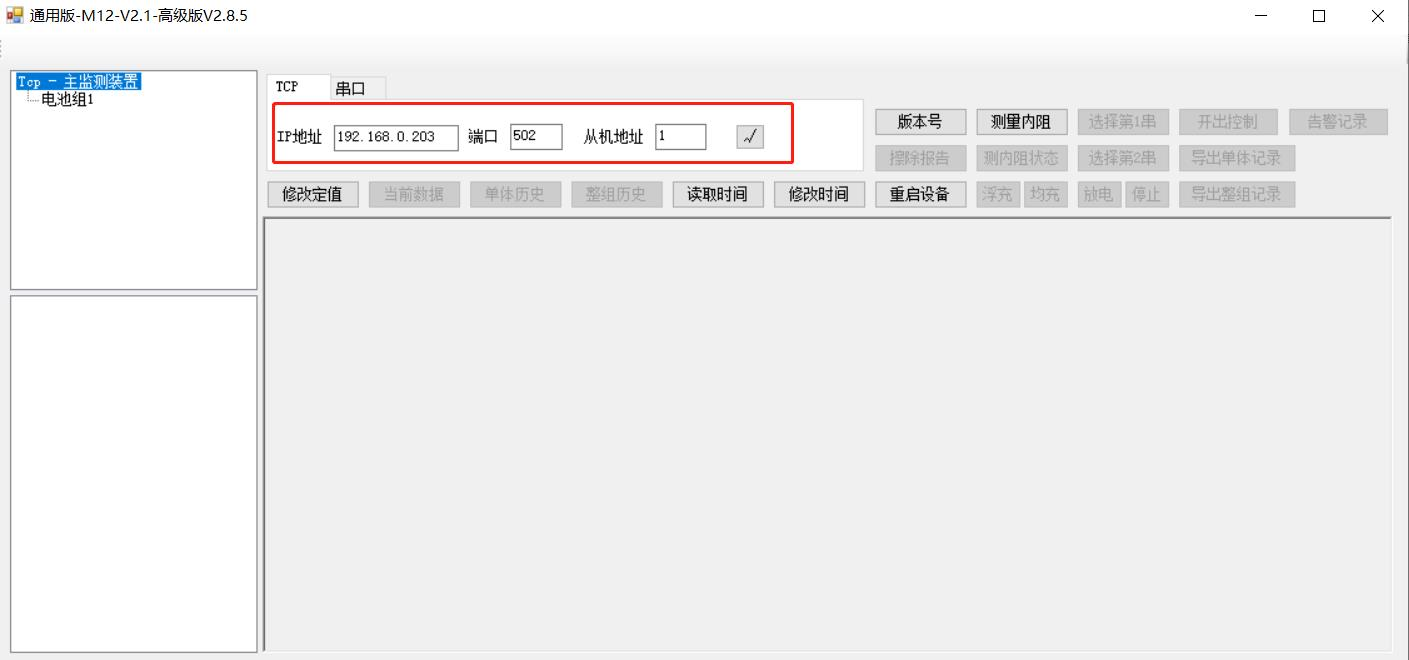 通用版-M12-V2.1-高级版V2.8.5
Tcp - 主监测装置
电池组1
TCP 串口
IP地址 192.168.0.203 端口 502 从机地址 1 √
版本号 测量内阻 选择第1串 开出控制 告警记录
擦除报告 测内阻状态 选择第2串 导出单体记录
修改定值 当前数据 单体历史 整组历史 读取时间 修改时间 重启设备 浮充 均充 放电 停止 导出整组记录